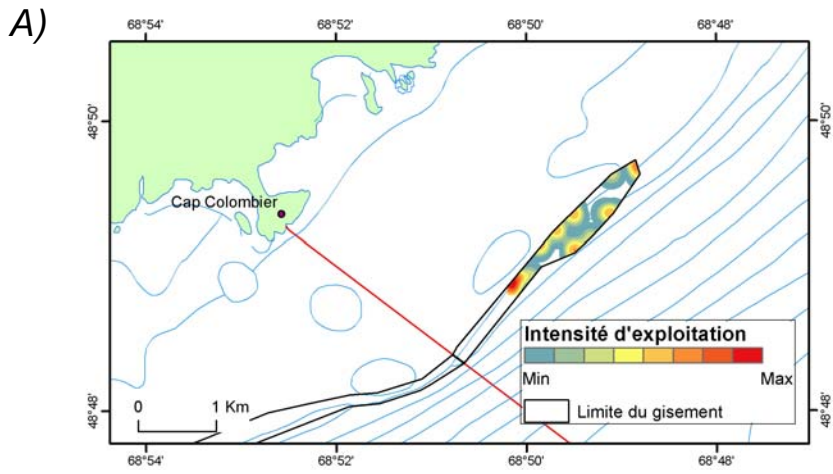 A)
68°54' 68°52' 68°50' 68°48'
48°50' 48°50'
Cap Colombier
Intensité d'exploitation
Min Max
Limite du gisement
0 1 Km
48°48' 48°48'
68°54' 68°52' 68°50' 68°48'